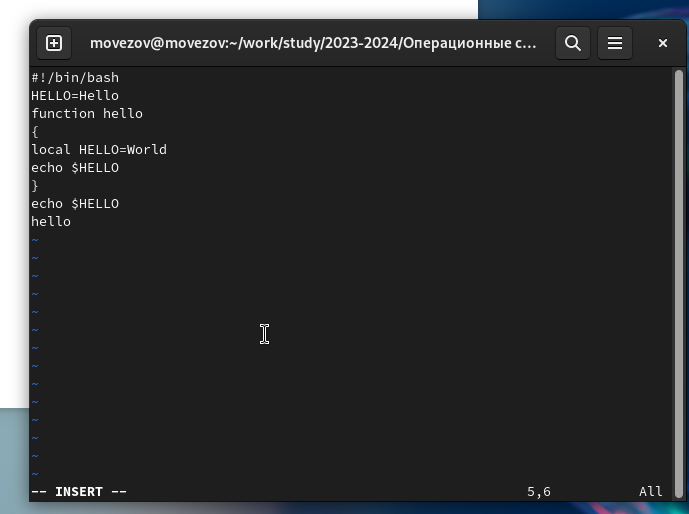 movezov@movezov:~/work/study/2023-2024/Операционные с...
#!/bin/bash
HELLO=Hello
function hello
{
local HELLO=World
echo $HELLO
}
echo $HELLO
hello
~
~
~
~
~
~
~
~
~
~
~
~
~
~
-- INSERT -- 5,6 All